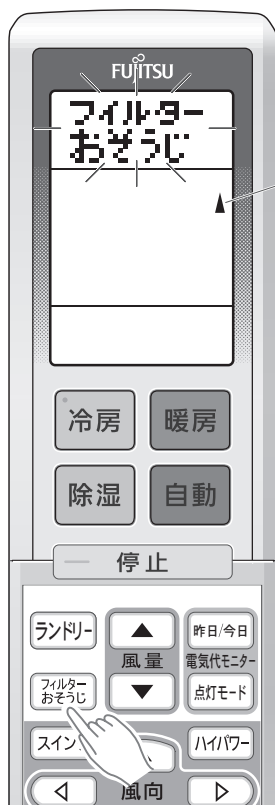 FUJITSU
フィルター
おそうじ
冷房
暖房
除湿
自動
停止
ランドリー
風量
昨日/今日
電気代モニター
フィルター
おそうじ
点灯モード
スイン
ハイパワー
風向